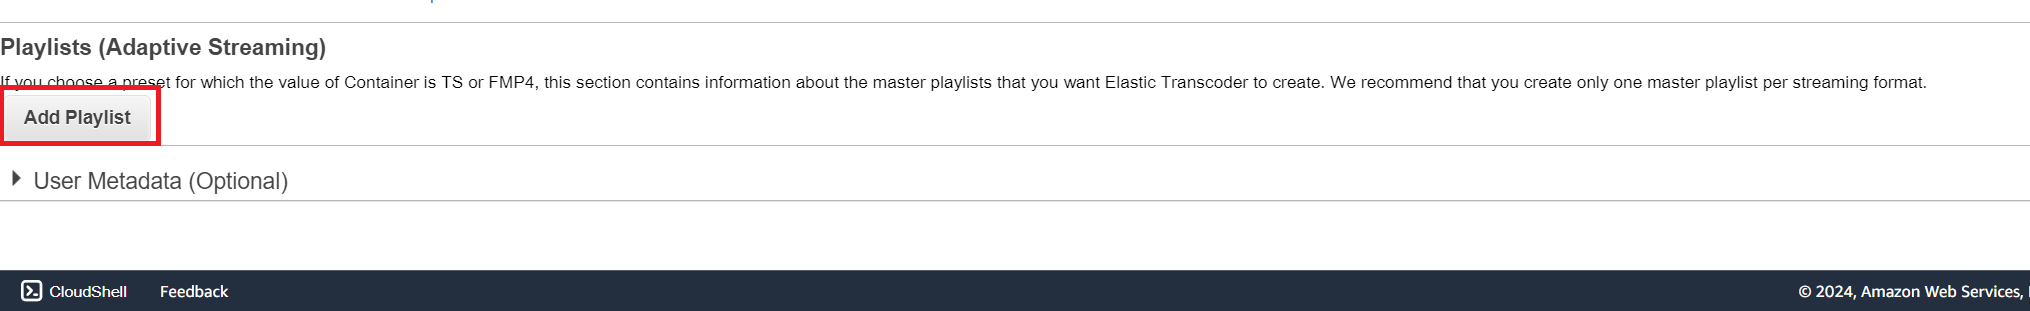 Playlists (Adaptive Streaming)
If you choose a preset for which the value of Container is TS or FMP4, this section contains information about the master playlists that you want Elastic Transcoder to create. We recommend that you create only one master playlist per streaming format.
Add Playlist
User Metadata (Optional)
CloudShell Feedback © 2024, Amazon Web Services,